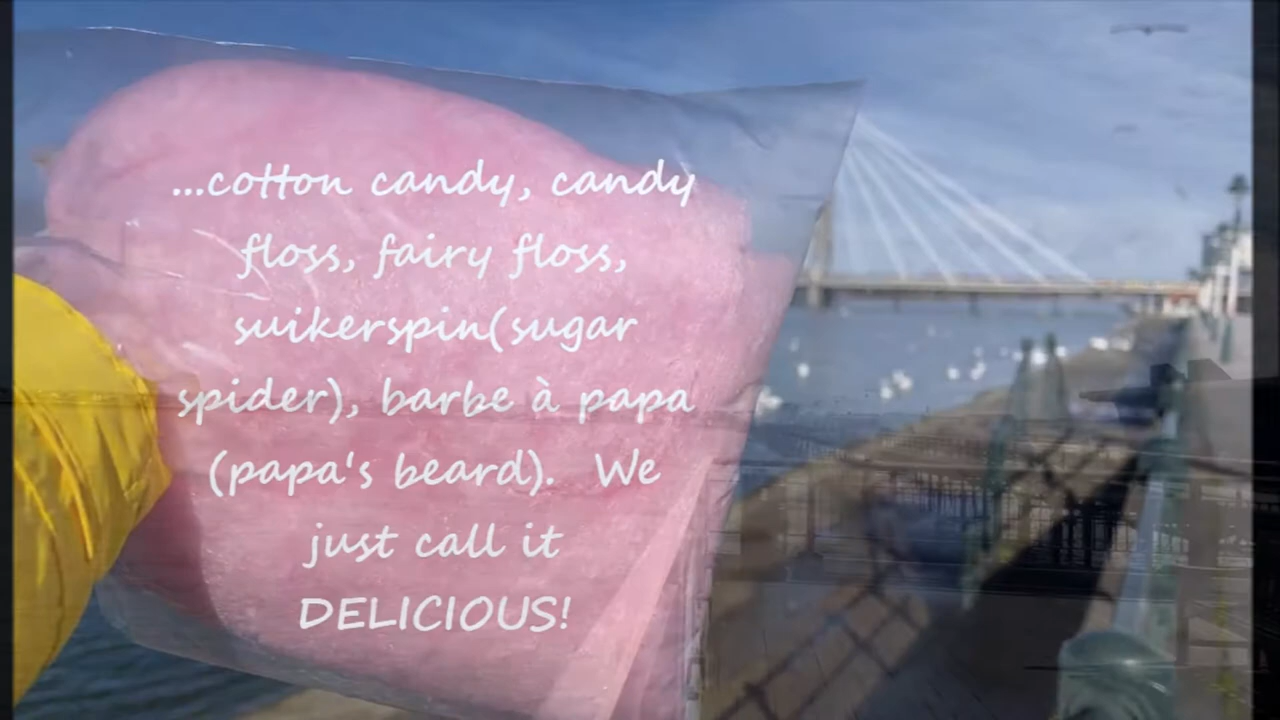 ...cotton candy, candy
floss, fairy floss,
suikerspin(sugar
spider), barbe à papa
(papa's beard).  We
just call it
DELICIOUS!